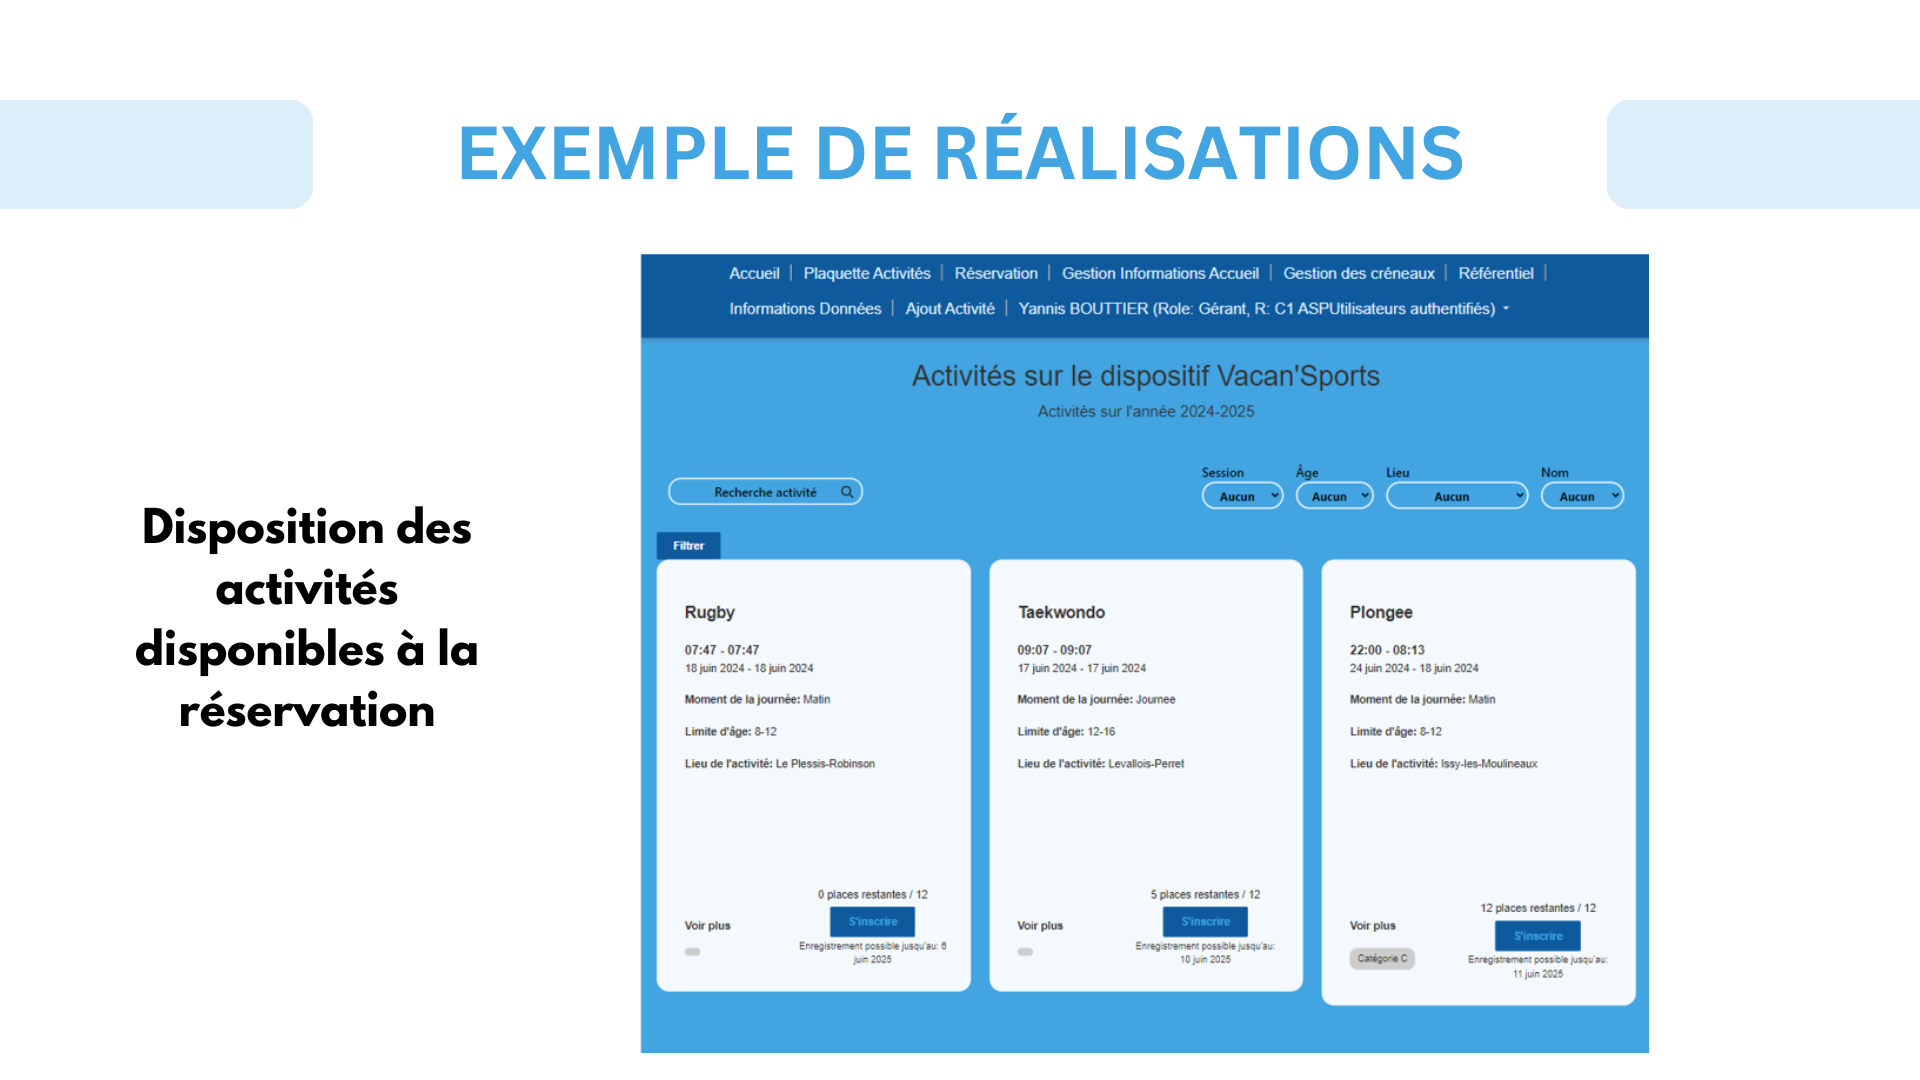 EXEMPLE DE RÉALISATIONS
Disposition des
activités
disponibles à la
réservation
Accueil | Plaquette Activités | Réservation | Gestion Informations Accueil | Gestion des créneaux | Référentiel |
Informations Données | Ajout Activité | Yannis BOUTTIER (Role: Gérant, R: C1 ASPUtilisateurs authentifiés)
Activités sur le dispositif Vacan'Sports
Activités sur l'année 2024-2025
Recherche activité
Session Âge Lieu Nom
Aucun Aucun Aucun Aucun
Filtrer
Rugby
07:47 - 07:47
18 juin 2024 - 18 juin 2024
Moment de la journée: Matin
Limite d'âge: 8-12
Lieu de l'activité: Le Plessis-Robinson
0 places restantes / 12
Voir plus
S'inscrire
Enregistrement possible jusqu'au: 6
juin 2025
Taekwondo
09:07 - 09:07
17 juin 2024 - 17 juin 2024
Moment de la journée: Journee
Limite d'âge: 12-16
Lieu de l'activité: Levallois-Perret
5 places restantes / 12
Voir plus
S'inscrire
Enregistrement possible jusqu'au:
10 juin 2025
Plongee
22:00 - 08:13
24 juin 2024 - 18 juin 2024
Moment de la journée: Matin
Limite d'âge: 8-12
Lieu de l'activité: Issy-les-Moulineaux
12 places restantes / 12
Voir plus
S'inscrire
Catégorie C
Enregistrement possible jusqu'au:
11 juin 2025